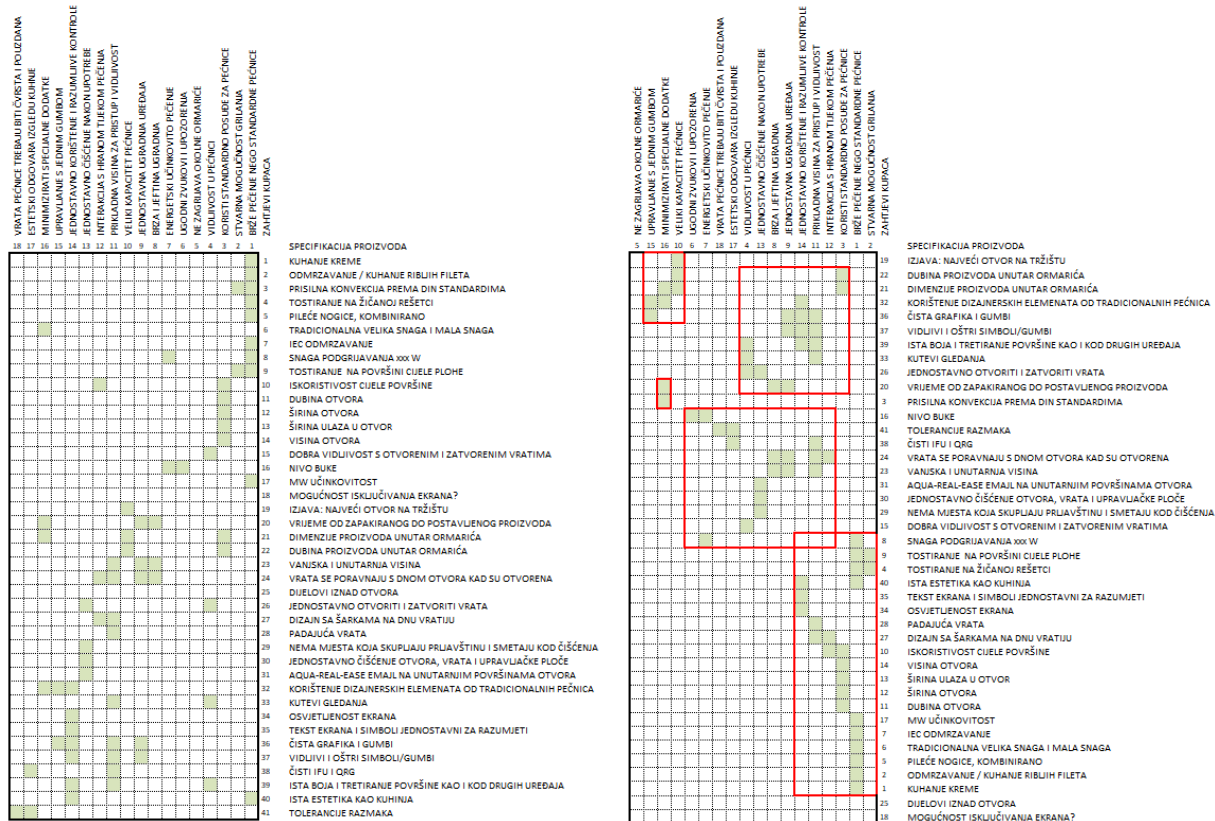 VRATA PEĆNICE TREBAJU BITI ČVRSTA I POUZDANA
ESTETSKI ODGOVARA IZGLEDU KUHNJE
MINIMIZIRATI SPECIJALNE DODATKE
UPRAVLJANJE S JEDNIM GUMBOM
JEDNOSTAVNO KORIŠTENJE I RAZUMLJIVE KONTROLE
JEDNOSTAVNO ČIŠĆENJE NAKON UPOTREBE
INTERAKCIJA S HRANOM TIJEKOM PEČENJA
PRIKLADNA VISINA ZA PRISTUP I VIDLJIVOST
VELIKI KAPACITET PEĆNICE
JEDNOSTAVNA UGRADNJA UREĐAJA
BRZA I JEFTINA UGRADNJA
ENERGETSKI UČINKOVITO PEČENJE
UGODNI ZVUKOVI I UPOZORENJA
NE ZAGRIJAVA OKOLNE ORMARIĆE
VIDLJIVOST U PEĆNICI
KORISTI STANDARDNO POSUĐE ZA PEĆNICE
STVARNA MOGUĆNOST GRILANJA
BRŽE PEČENJE NEGO STANDARDNE PEĆNICE
ZAHTJEVI KUPACA
18 17 16 15 14 13 12 11 10 9 8 7 6 5 4 3 2 1
SPECIFIKACIJA PROIZVODA
1 KUHANJE KREME
2 ODMRZAVANJE / KUHANJE RIBLJIH FILETA
3 PRISILNA KONVEKCIJA PREMA DIN STANDARDIMA
4 TOSTIRANJE NA ŽIČANOJ REŠETCI
5 PILEĆE NOGICE, KOMBINIRANO
6 TRADICIONALNA VELIKA SNAGA I MALA SNAGA
7 IEC ODMRZAVANJE
8 SNAGA PODGRIJAVANJA xxx W
9 TOSTIRANJE NA POVRŠINI CIJELE PLOHE
10 ISKORISTIVOST CIJELE POVRŠINE
11 DUBINA OTVORA
12 ŠIRINA OTVORA
13 ŠIRINA ULAZA U OTVOR
14 VISINA OTVORA
15 DOBRA VIDLJIVOST S OTVORENIM I ZATVORENIM VRATIMA
16 NIVO BUKE
17 MW UČINKOVITOST
18 MOGUĆNOST ISKLJUČIVANJA EKRANA?
19 IZJAVA: NAJVEĆI OTVOR NA TRŽIŠTU
20 VRIJEME OD ZAPAKIRANOG DO POSTAVLJENOG PROIZVODA
21 DIMENZIJE PROIZVODA UNUTAR ORMARIĆA
22 DUBINA PROIZVODA UNUTAR ORMARIĆA
23 VANJSKA I UNUTARNJA VISINA
24 VRATA SE PORAVNAJU S DNOM OTVORA KAD SU OTVORENA
25 DIJELOVI IZNAD OTVORA
26 JEDNOSTAVNO OTVORITI I ZATVORITI VRATA
27 DIZAJN SA ŠARKAMA NA DNU VRATIJU
28 PADAJUĆA VRATA
29 NEMA MJESTA KOJA SKUPLJAJU PRLJAVŠTINU I SMETAJU KOD ČIŠĆENJA
30 JEDNOSTAVNO ČIŠĆENJE OTVORA, VRATA I UPRAVLJAČKE PLOČE
31 AQUA-REAL-EASE EMAJL NA UNUTARNJIM POVRŠINAMA OTVORA
32 KORIŠTENJE DIZAJNERSKIH ELEMENATA OD TRADICIONALNIH PEĆNICA
33 KUTEVI GLEDANJA
34 OSVJETLJENOST EKRANA
35 TEKST EKRANA I SIMBOLI JEDNOSTAVNI ZA RAZUMJETI
36 ČISTA GRAFIKA I GUMBI
37 VIDLJIVI I OŠTRI SIMBOLI/GUMBI
38 ČISTI IFU I QRG
39 ISTA BOJA I TRETIRANJE POVRŠINE KAO I KOD DRUGIH UREĐAJA
40 ISTA ESTETIKA KAO KUHINJA
41 TOLERANCIJE RAZMAKA
NE ZAGRIJAVA OKOLNE ORMARIĆE
UPRAVLJANJE S JEDNIM GUMBOM
MINIMIZIRATI SPECIJALNE DODATKE
VELIKI KAPACITET PEĆNICE
UGODNI ZVUKOVI I UPOZORENJA
ENERGETSKI UČINKOVITO PEČENJE
VRATA PEĆNICE TREBAJU BITI ČVRSTA I POUZDANA
ESTETSKI ODGOVARA IZGLEDU KUHINJE
VIDLJIVOST U PEĆNICI
JEDNOSTAVNO ČIŠĆENJE NAKON UPOTREBE
BRZA I JEFTINA UGRADNJA
JEDNOSTAVNA UGRADNJA UREĐAJA
JEDNOSTAVNO KORIŠTENJE I RAZUMLJIVE KONTROLE
PRIKLADNA VISINA ZA PRISTUP I VIDLJIVOST
INTERAKCIJA S HRANOM TIJEKOM PEČENJA
KORISTI STANDARDNO POSUĐE ZA PEĆNICE
BRŽE PEČENJE NEGO STANDARDNE PEĆNICE
STVARNA MOGUĆNOST GRILANJA
ZAHTJEVI KUPACA
5 15 16 10 6 7 18 17 4 13 8 9 14 11 12 3 1 2
SPECIFIKACIJA PROIZVODA
19 IZJAVA: NAJVEĆI OTVOR NA TRŽIŠTU
22 DUBINA PROIZVODA UNUTAR ORMARIĆA
21 DIMENZIJE PROIZVODA UNUTAR ORMARIĆA
32 KORIŠTENJE DIZAJNERSKIH ELEMENATA OD TRADICIONALNIH PEĆNICA
36 ČISTA GRAFIKA I GUMBI
37 VIDLJIVI I OŠTRI SIMBOLI/GUMBI
39 ISTA BOJA I TRETIRANJE POVRŠINE KAO I KOD DRUGIH UREĐAJA
33 KUTEVI GLEDANJA
26 JEDNOSTAVNO OTVORITI I ZATVORITI VRATA
20 VRIJEME OD ZAPAKIRANOG DO POSTAVLJENOG PROIZVODA
3 PRISILNA KONVEKCIJA PREMA DIN STANDARDIMA
16 NIVO BUKE
41 TOLERANCIJE RAZMAKA
38 ČISTI IFU I QRG
24 VRATA SE PORAVNAJU S DNOM OTVORA KAD SU OTVORENA
23 VANJSKA I UNUTARNJA VISINA
31 AQUA-REAL-EASE EMAJL NA UNUTARNJIM POVRŠINAMA OTVORA
30 JEDNOSTAVNO ČIŠĆENJE OTVORA, VRATA I UPRAVLJAČKE PLOČE
29 NEMA MJESTA KOJA SKUPLJAJU PRLJAVŠTINU I SMETAJU KOD ČIŠĆENJA
15 DOBRA VIDLJIVOST S OTVORENIM I ZATVORENIM VRATIMA
8 SNAGA PODGRIJAVANJA xxx W
9 TOSTIRANJE NA POVRŠINI CIJELE PLOHE
4 TOSTIRANJE NA ŽIČANOJ REŠETCI
40 ISTA ESTETIKA KAO KUHINJA
35 TEKST EKRANA I SIMBOLI JEDNOSTAVNI ZA RAZUMJETI
34 OSVJETLJENOST EKRANA
28 PADAJUĆA VRATA
27 DIZAJN SA ŠARKAMA NA DNU VRATIJU
10 ISKORISTIVOST CIJELE POVRŠINE
14 VISINA OTVORA
13 ŠIRINA ULAZA U OTVOR
12 ŠIRINA OTVORA
11 DUBINA OTVORA
17 MW UČINKOVITOST
7 IEC ODMRZAVANJE
6 TRADICIONALNA VELIKA SNAGA I MALA SNAGA
5 PILEĆE NOGICE, KOMBINIRANO
2 ODMRZAVANJE / KUHANJE RIBLJIH FILETA
1 KUHANJE KREME
25 DIJELOVI IZNAD OTVORA
18 MOGUĆNOST ISKLJUČIVANJA EKRANA?